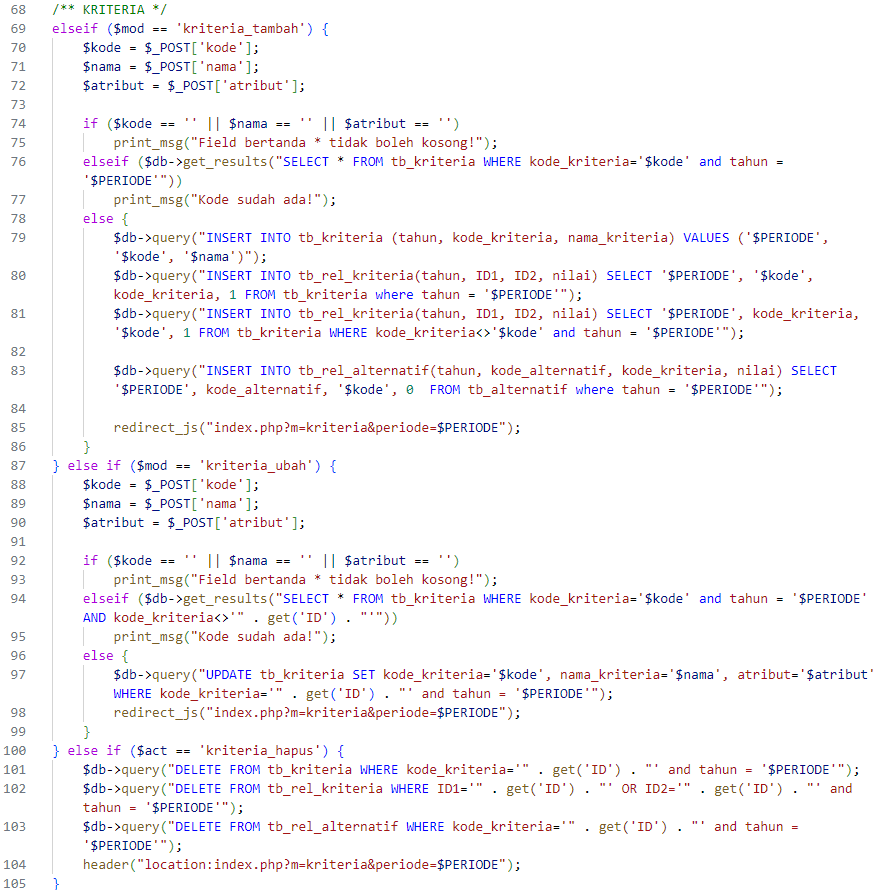 68 /** KRITERIA */
69 elseif ($mod == 'kriteria_tambah') {
70 $kode = $_POST['kode'];
71 $nama = $_POST['nama'];
72 $atribut = $_POST['atribut'];
73
74 if ($kode == '' || $nama == '' || $atribut == '')
75 print_msg("Field bertanda * tidak boleh kosong!");
76 elseif ($db->get_results("SELECT * FROM tb_kriteria WHERE kode_kriteria='$kode' and tahun =
'$PERIODE'"))
77 print_msg("Kode sudah ada!");
78 else {
79 $db->query("INSERT INTO tb_kriteria (tahun, kode_kriteria, nama_kriteria) VALUES ('$PERIODE',
'$kode', '$nama')");
80 $db->query("INSERT INTO tb_rel_kriteria(tahun, ID1, ID2, nilai) SELECT '$PERIODE', '$kode',
kode_kriteria, 1 FROM tb_kriteria where tahun = '$PERIODE'");
81 $db->query("INSERT INTO tb_rel_kriteria(tahun, ID1, ID2, nilai) SELECT '$PERIODE', kode_kriteria,
'$kode', 1 FROM tb_kriteria WHERE kode_kriteria<>'$kode' and tahun = '$PERIODE'");
82
83 $db->query("INSERT INTO tb_rel_alternatif(tahun, kode_alternatif, kode_kriteria, nilai) SELECT
'$PERIODE', kode_alternatif, '$kode', 0  FROM tb_alternatif where tahun = '$PERIODE'");
84
85 redirect_js("index.php?m=kriteria&periode=$PERIODE");
86 }
87 } else if ($mod == 'kriteria_ubah') {
88 $kode = $_POST['kode'];
89 $nama = $_POST['nama'];
90 $atribut = $_POST['atribut'];
91
92 if ($kode == '' || $nama == '' || $atribut == '')
93 print_msg("Field bertanda * tidak boleh kosong!");
94 elseif ($db->get_results("SELECT * FROM tb_kriteria WHERE kode_kriteria='$kode' and tahun = '$PERIODE'
AND kode_kriteria<>'" . get('ID') . "'"))
95 print_msg("Kode sudah ada!");
96 else {
97 $db->query("UPDATE tb_kriteria SET kode_kriteria='$kode', nama_kriteria='$nama', atribut='$atribut'
WHERE kode_kriteria='" . get('ID') . "' and tahun = '$PERIODE'");
98 redirect_js("index.php?m=kriteria&periode=$PERIODE");
99 }
100 } else if ($act == 'kriteria_hapus') {
101 $db->query("DELETE FROM tb_kriteria WHERE kode_kriteria='" . get('ID') . "' and tahun = '$PERIODE'");
102 $db->query("DELETE FROM tb_rel_kriteria WHERE ID1='" . get('ID') . "' OR ID2='" . get('ID') . "' and
tahun = '$PERIODE'");
103 $db->query("DELETE FROM tb_rel_alternatif WHERE kode_kriteria='" . get('ID') . "' and tahun =
'$PERIODE'");
104 header("location:index.php?m=kriteria&periode=$PERIODE");
105 }